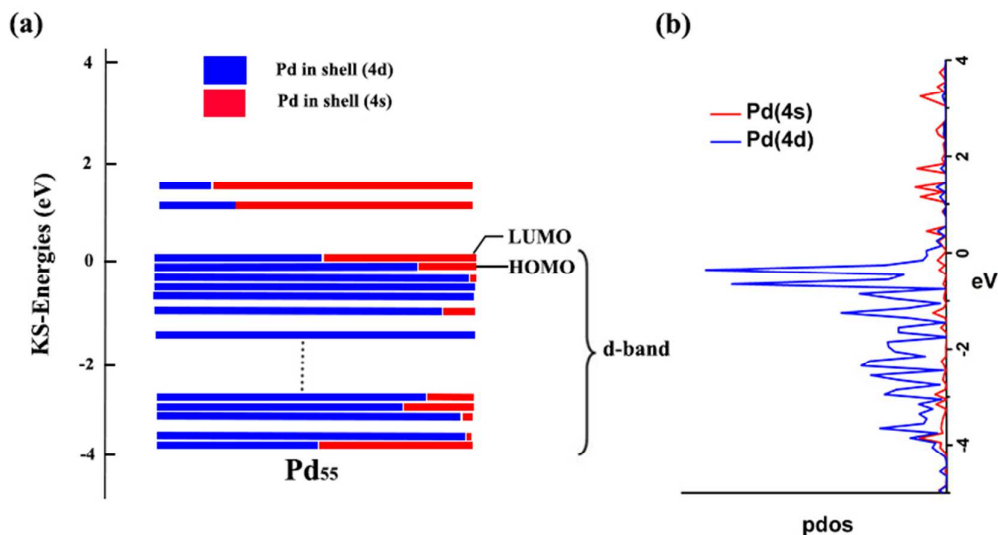 (a)
KS-Energies (eV)
4
2
0
-2
-4
Pd in shell (4d)
Pd in shell (4s)
LUMO
HOMO
d-band
Pd55
(b)
Pd(4s)
Pd(4d)
4
2
0
-2
-4
eV
pdos